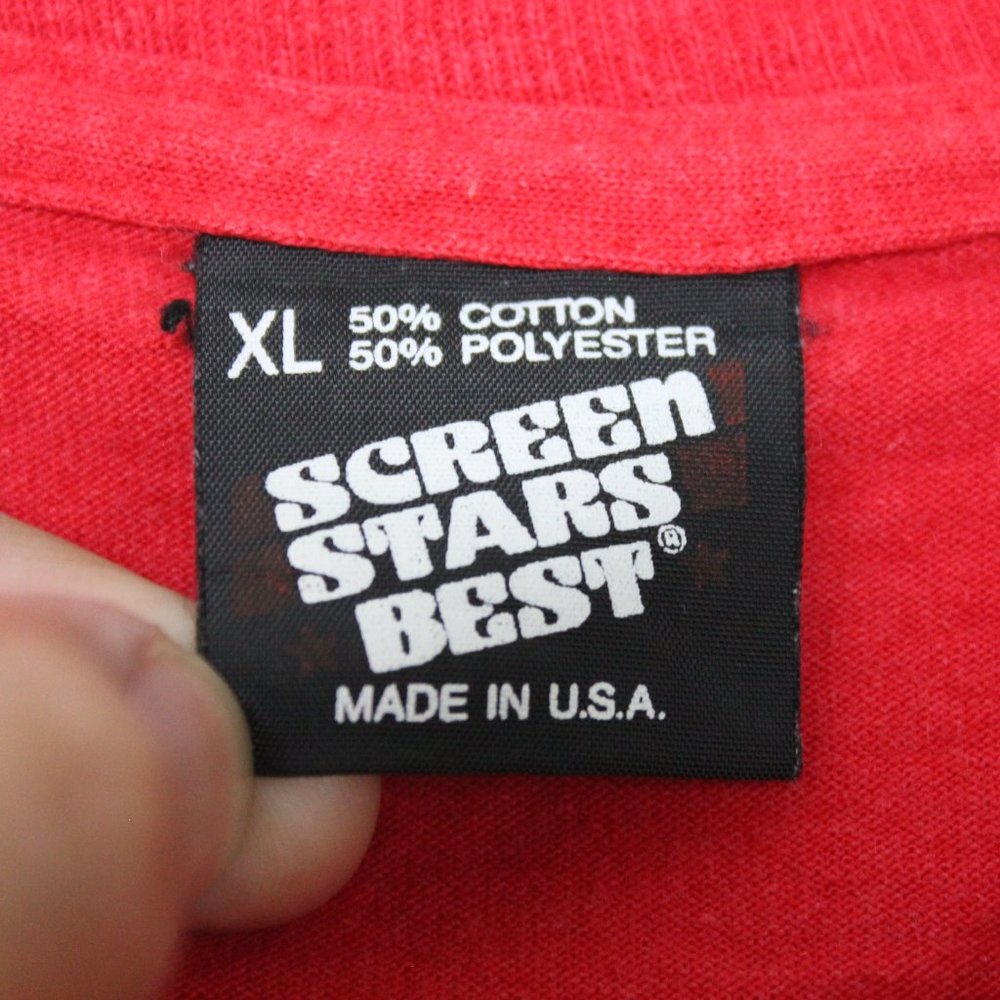 XL 50% COTTON
50% POLYESTER
SCREEN
STARS
BEST®
MADE IN U.S.A.